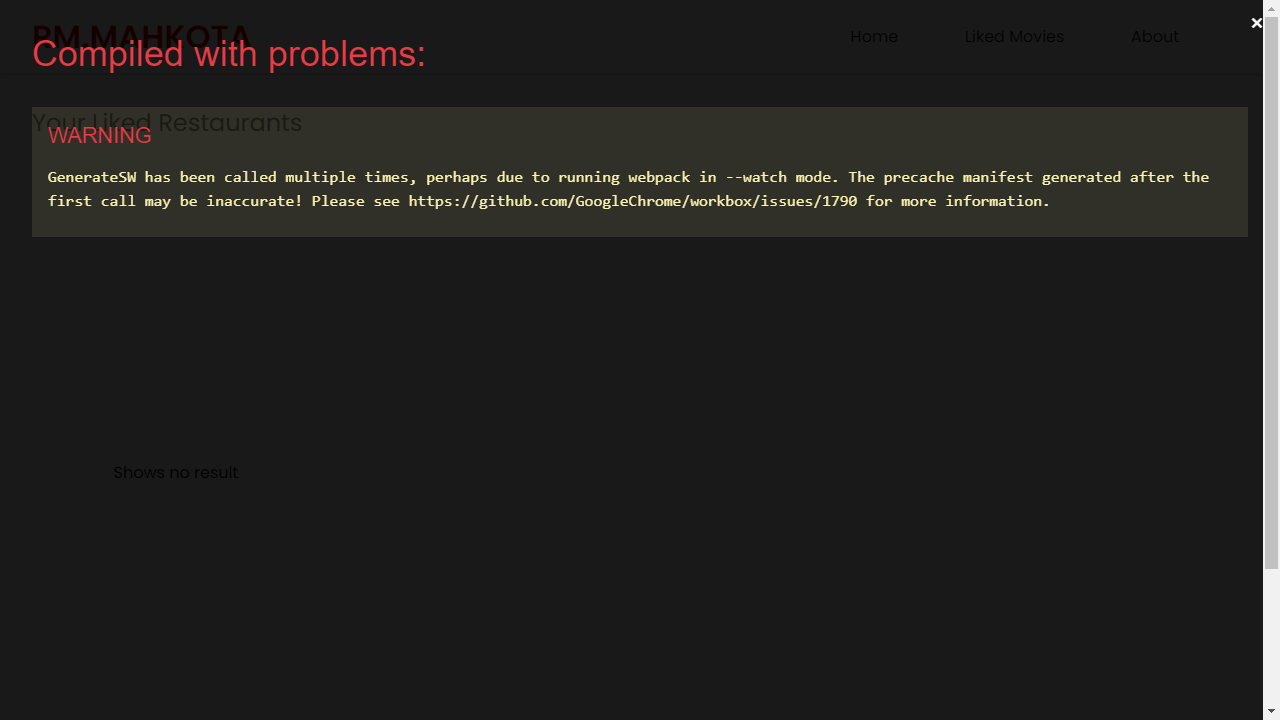 RM.MAHKOTA
Home
Liked Movies
About
Compiled with problems:
Your Liked Restaurants
WARNING
GenerateSW has been called multiple times, perhaps due to running webpack in --watch mode. The precache manifest generated after the
first call may be inaccurate! Please see https://github.com/GoogleChrome/workbox/issues/1790 for more information.
Shows no result